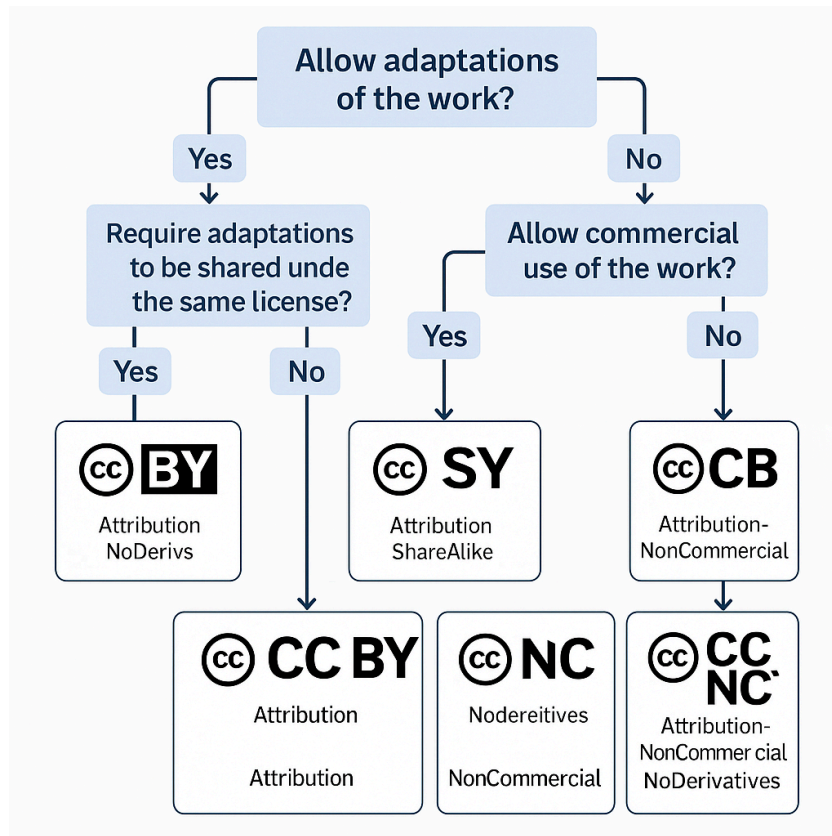 Allow adaptations
of the work?
Yes
No
Require adaptations
to be shared unde
the same license?
Allow commercial
use of the work?
Yes
No
Yes
No
cc BY
Attribution
NoDerivs
cc SY
Attribution
ShareAlike
cc CB
Attribution-
NonCommercial
cc CC BY
Attribution
Attribution
cc NC
Nodereitives
NonCommercial
cc CC
NC
Attribution-
NonCommer cial
NoDerivatives